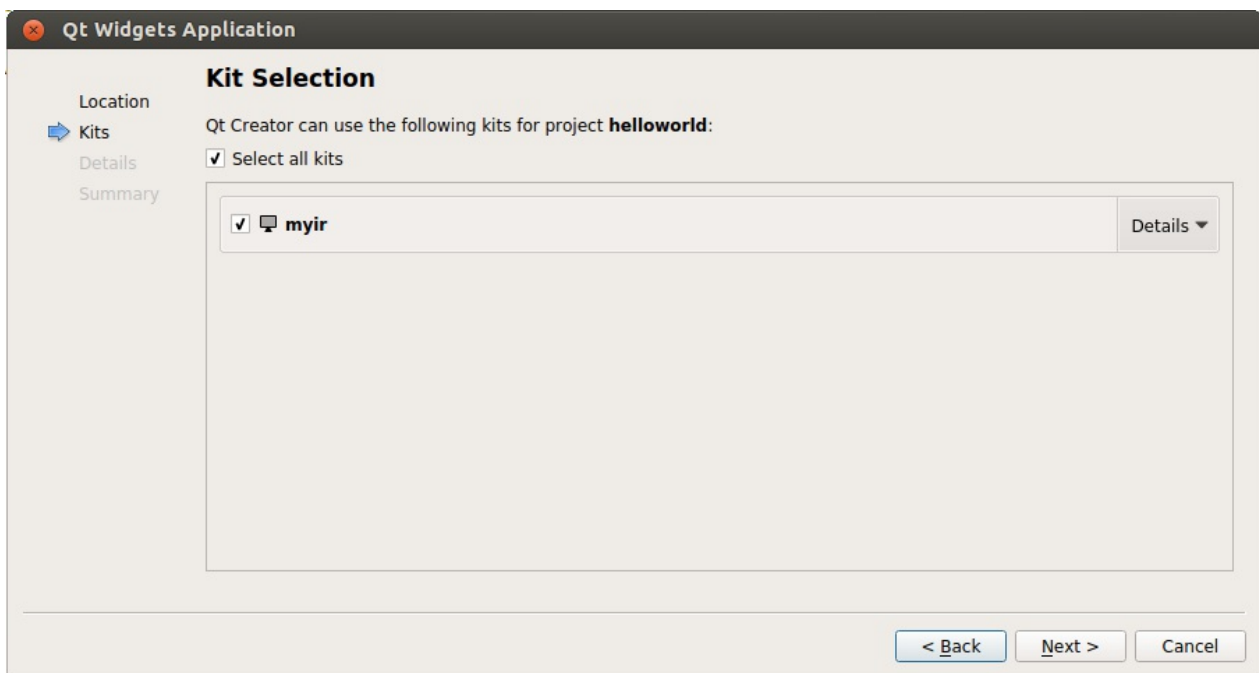 Qt Widgets Application
Location
Kits
Details
Summary
Kit Selection
Qt Creator can use the following kits for project helloworld:
Select all kits
myir
Details
< Back
Next >
Cancel